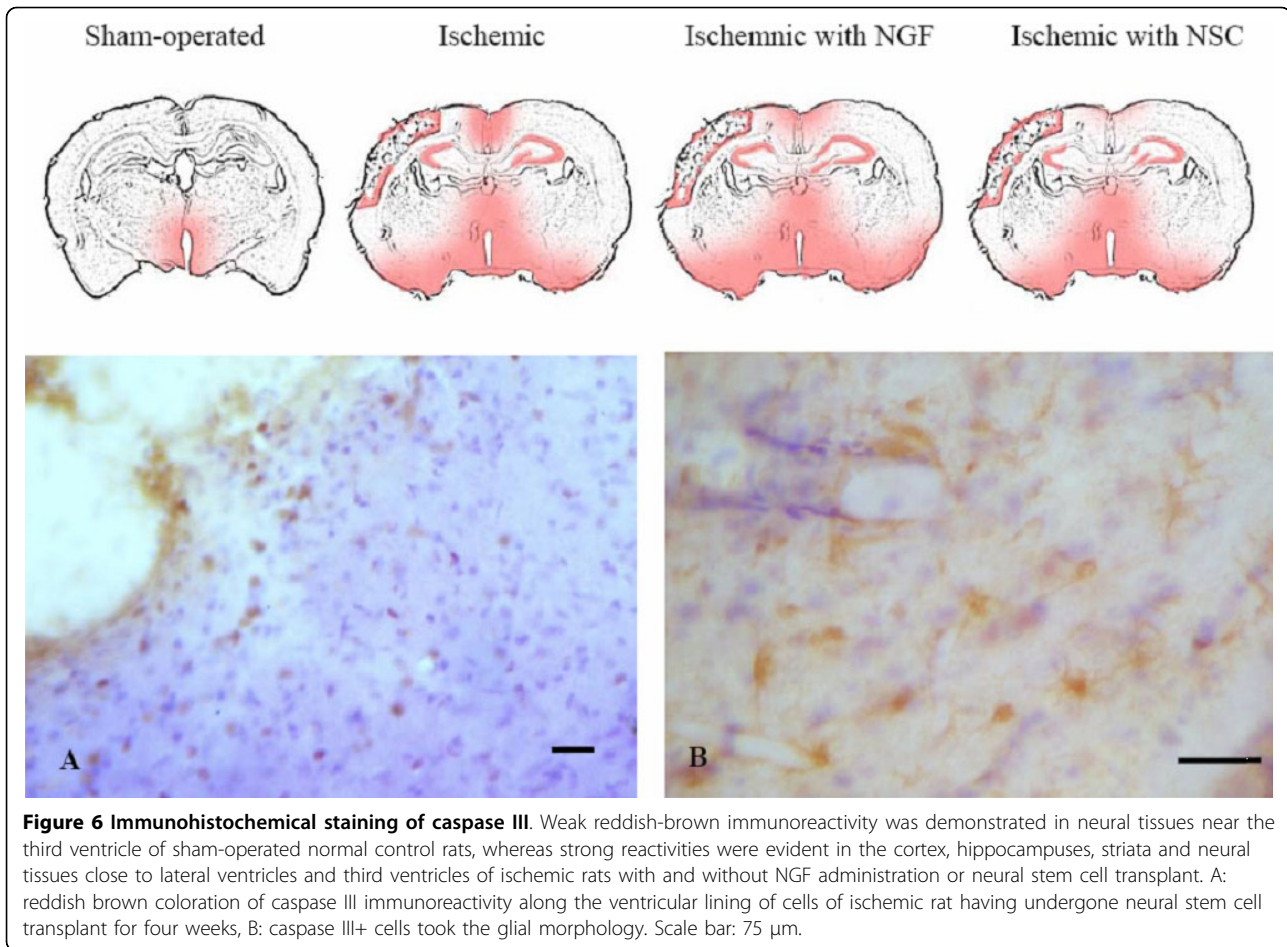 Sham-operated Ischemic Ischemnic with NGF Ischemic with NSC
A B
Figure 6 Immunohistochemical staining of caspase III. Weak reddish-brown immunoreactivity was demonstrated in neural tissues near the
third ventricle of sham-operated normal control rats, whereas strong reactivities were evident in the cortex, hippocampuses, striata and neural
tissues close to lateral ventricles and third ventricles of ischemic rats with and without NGF administration or neural stem cell transplant. A:
reddish brown coloration of caspase III immunoreactivity along the ventricular lining of cells of ischemic rat having undergone neural stem cell
transplant for four weeks, B: caspase III+ cells took the glial morphology. Scale bar: 75 μm.